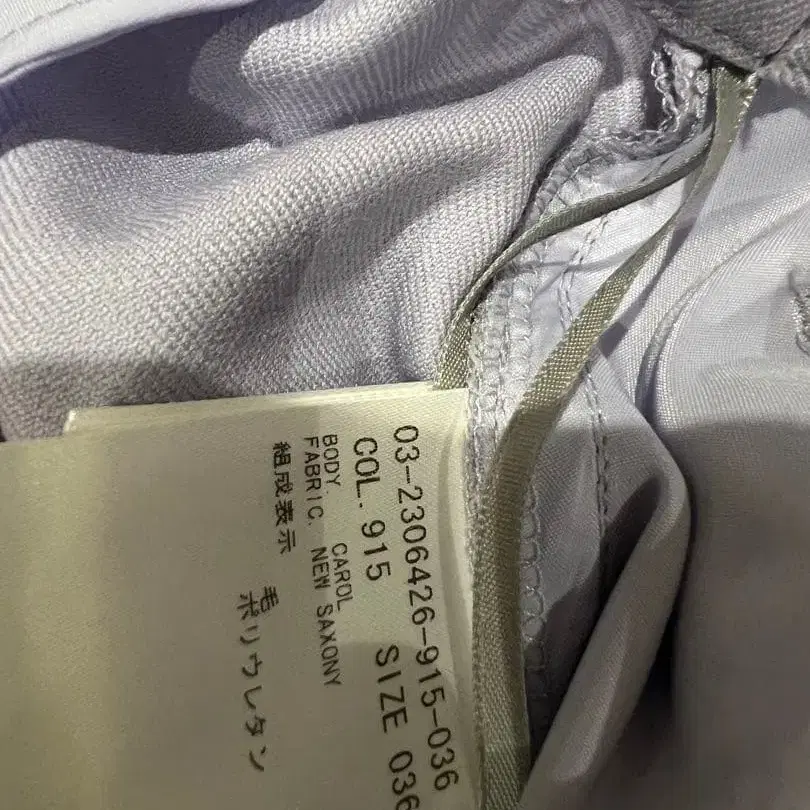 03-2306426-915-036
COL. 915 SIZE 036
BODY. CAROL
FABRIC. NEW SAXONY
組成表示
毛
ポリウレタン